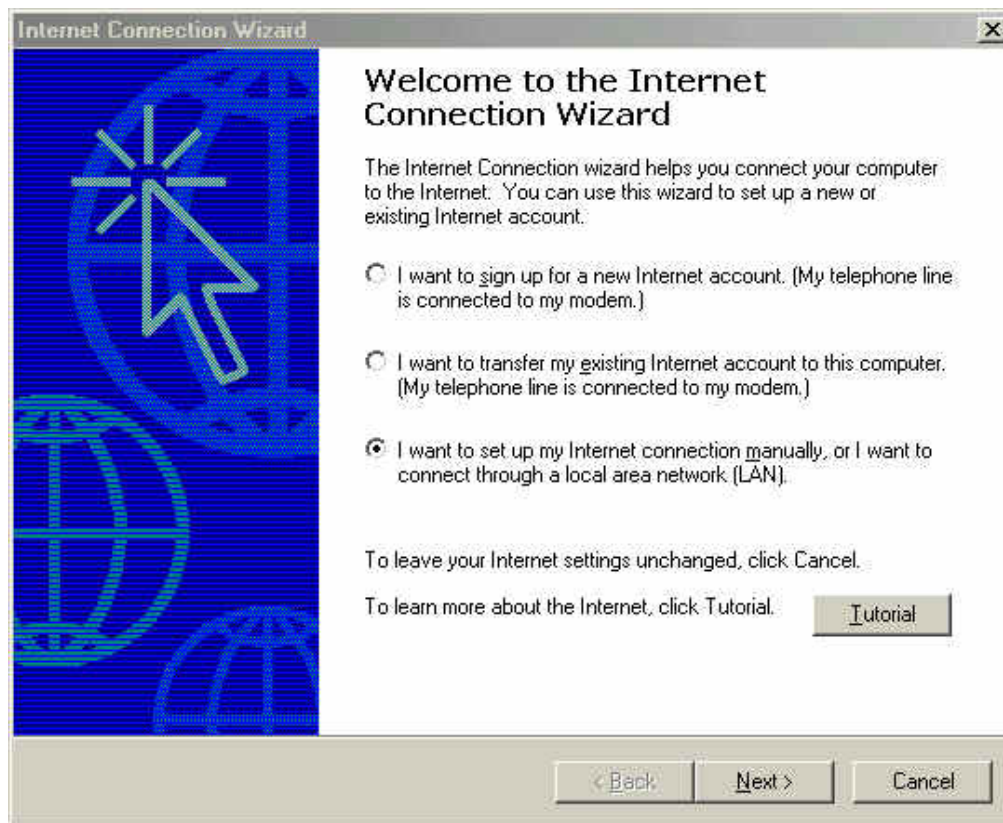 Internet Connection Wizard
Welcome to the Internet
Connection Wizard
The Internet Connection wizard helps you connect your computer
to the Internet. You can use this wizard to set up a new or
existing Internet account.
I want to sign up for a new Internet account. (My telephone line
is connected to my modem.)
I want to transfer my existing Internet account to this computer.
(My telephone line is connected to my modem.)
I want to set up my Internet connection manually, or I want to
connect through a local area network (LAN).
To leave your Internet settings unchanged, click Cancel.
To learn more about the Internet, click Tutorial.
Tutorial
< Back
Next >
Cancel